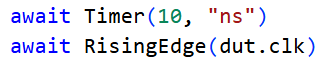 await Timer(10, "ns")
await RisingEdge(dut.clk)